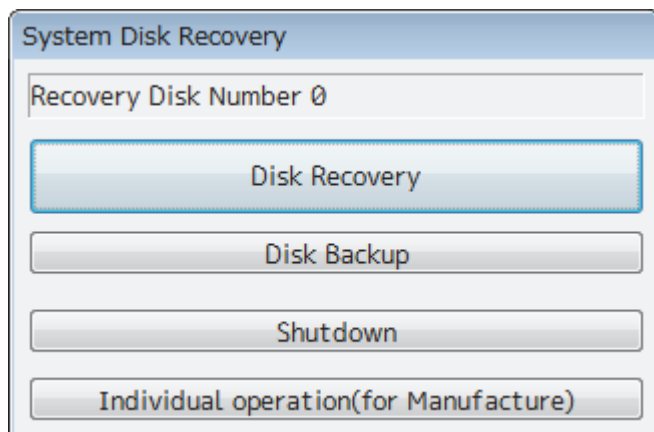 System Disk Recovery
Recovery Disk Number 0
Disk Recovery
Disk Backup
Shutdown
Individual operation(for Manufacture)